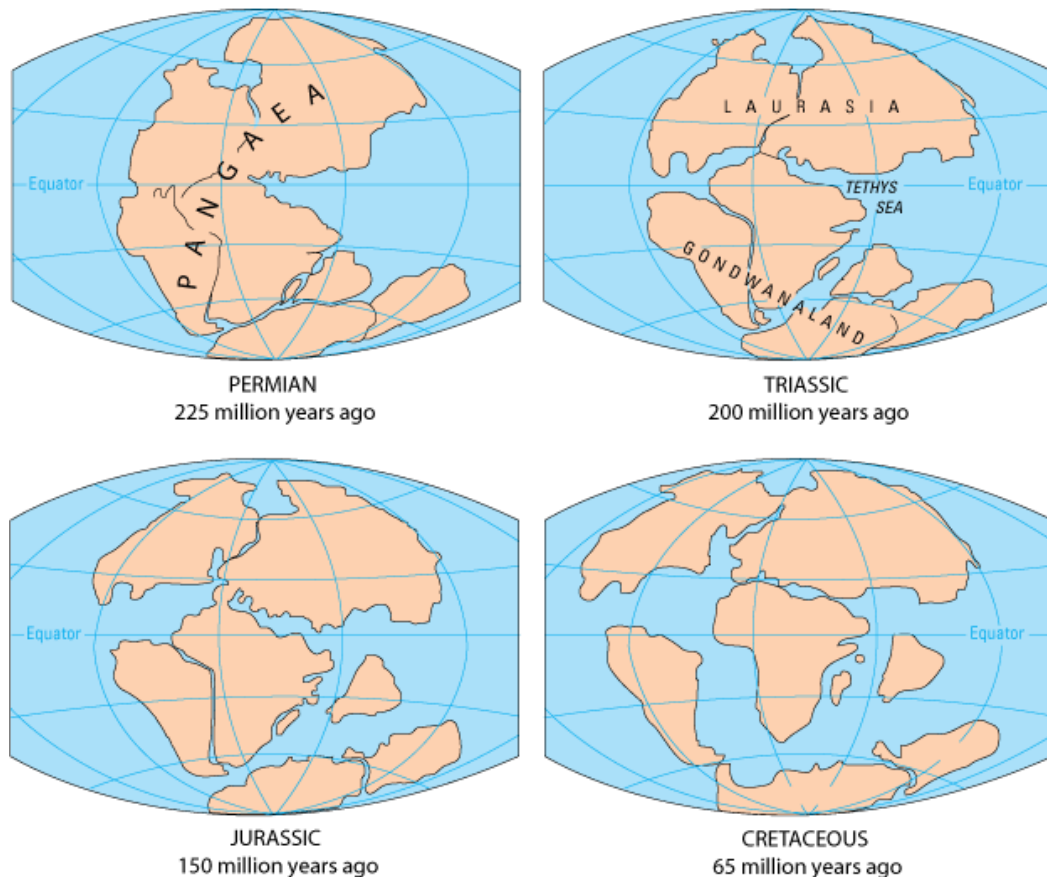 PANGAEA
Equator
PERMIAN
225 million years ago
LAURASIA
TETHYS
SEA
Equator
GONDWANALAND
TRIASSIC
200 million years ago
Equator
JURASSIC
150 million years ago
Equator
CRETACEOUS
65 million years ago